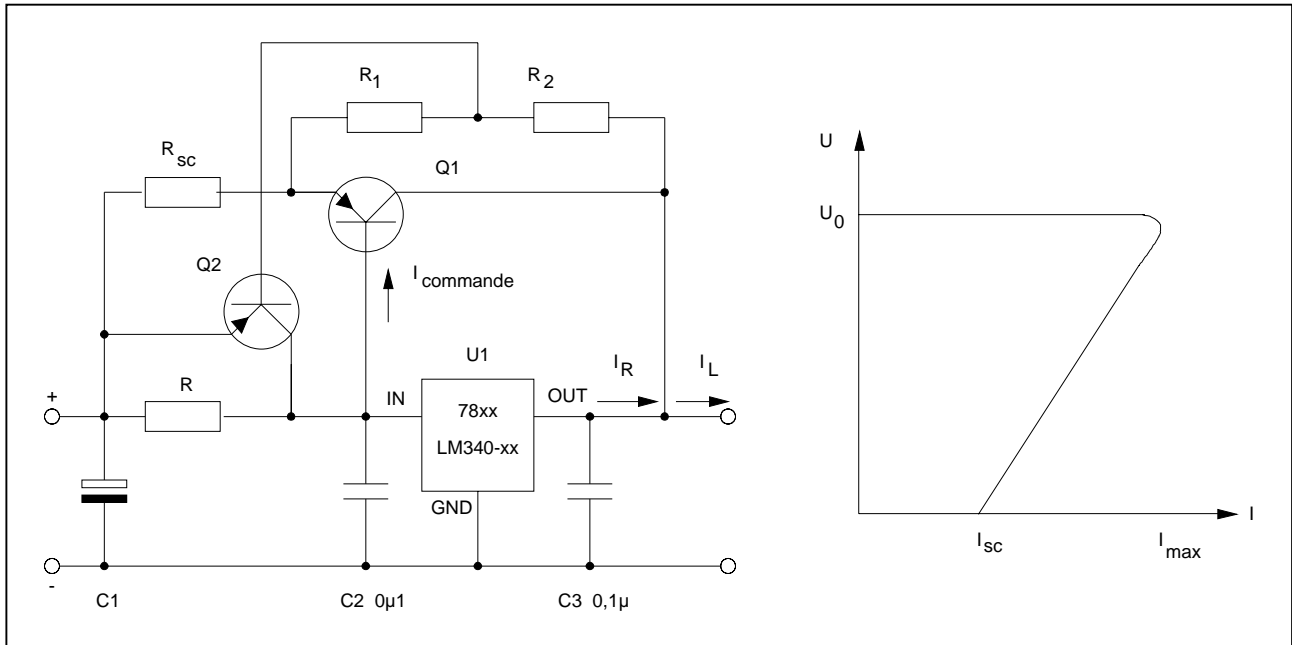 R1
R2
Rsc
Q1
Q2
Icommande
U1
IR
IL
R
IN
OUT
+
78xx
LM340-xx
GND
-
C1
C2 0µ1
C3 0,1µ
U
U0
I
Isc
Imax